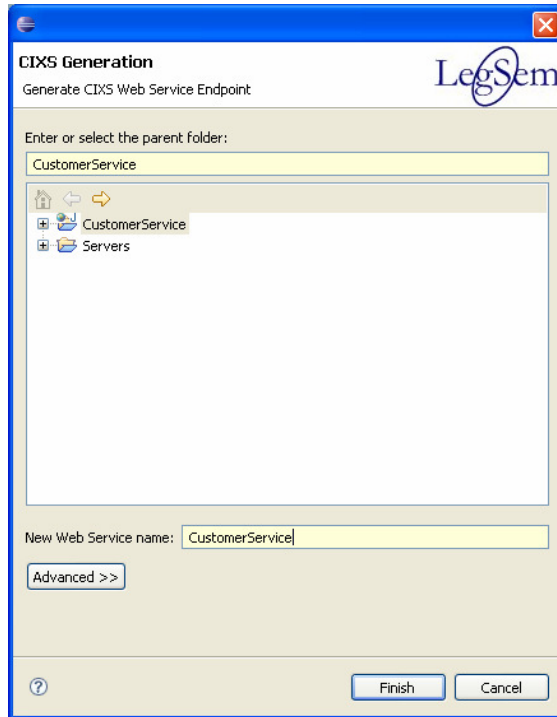 CIXS Generation
Generate CIXS Web Service Endpoint
LegSem
Enter or select the parent folder:
CustomerService
CustomerService
Servers
New Web Service name: CustomerService
Advanced >>
Finish Cancel